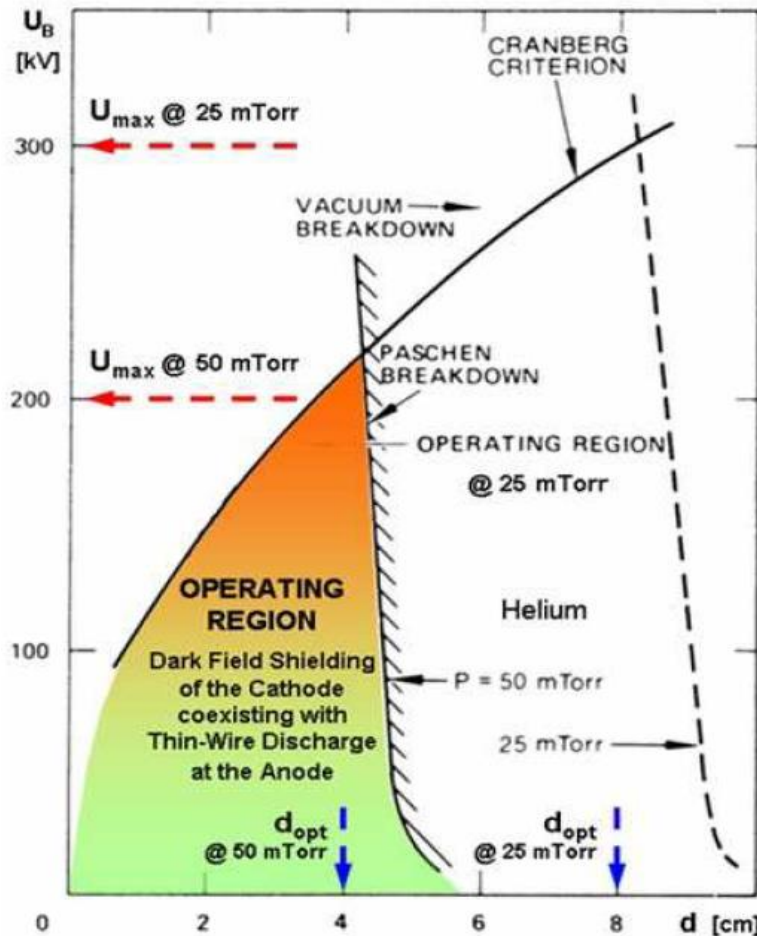 U_B
[kV]
CRANBERG
CRITERION
U_max @ 25 mTorr
300
VACUUM
BREAKDOWN
U_max @ 50 mTorr
PASCHEN
BREAKDOWN
200
OPERATING REGION
@ 25 mTorr
OPERATING
REGION
Helium
100
Dark Field Shielding
of the Cathode
coexisting with
Thin-Wire Discharge
at the Anode
P = 50 mTorr
25 mTorr
d_opt
@ 50 mTorr
d_opt
@ 25 mTorr
0 2 4 6 8 d [cm]